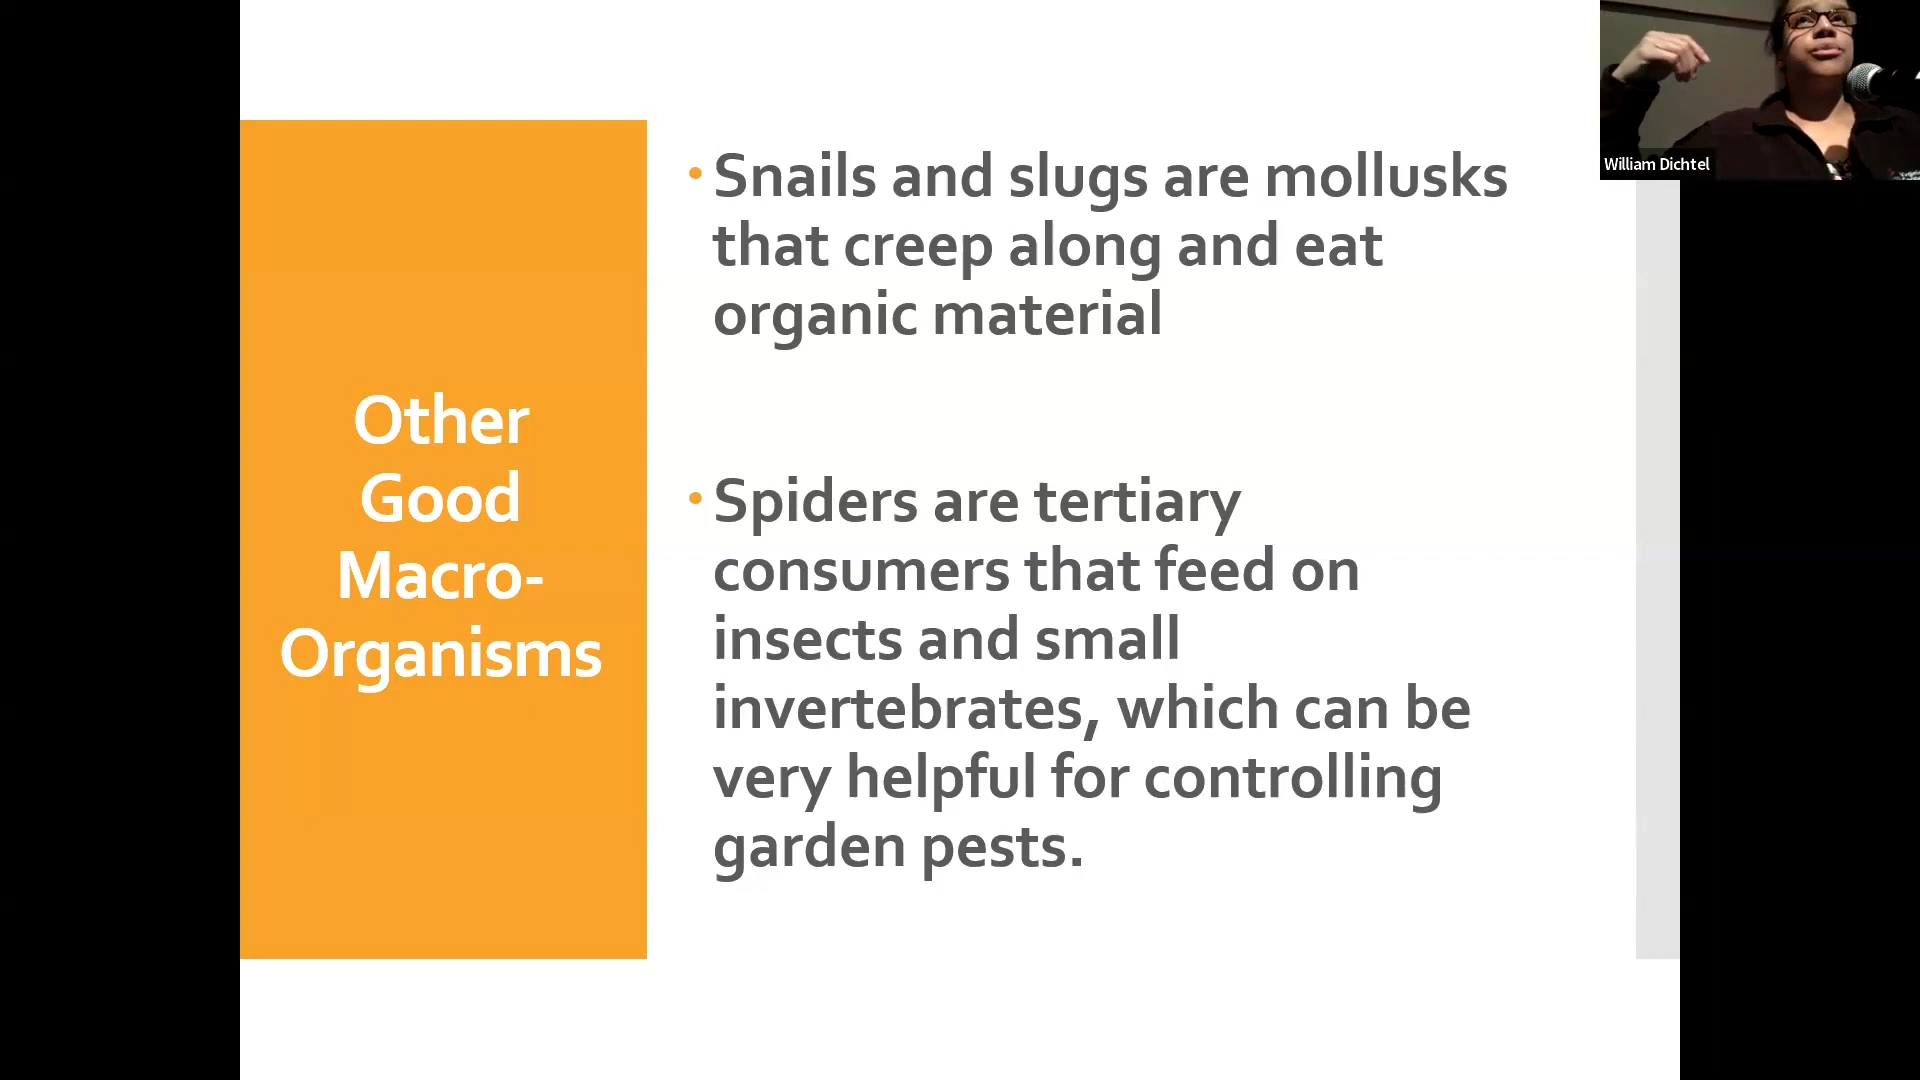 William Dichtel
Other
Good
Macro-
Organisms
• Snails and slugs are mollusks
that creep along and eat
organic material
• Spiders are tertiary
consumers that feed on
insects and small
invertebrates, which can be
very helpful for controlling
garden pests.